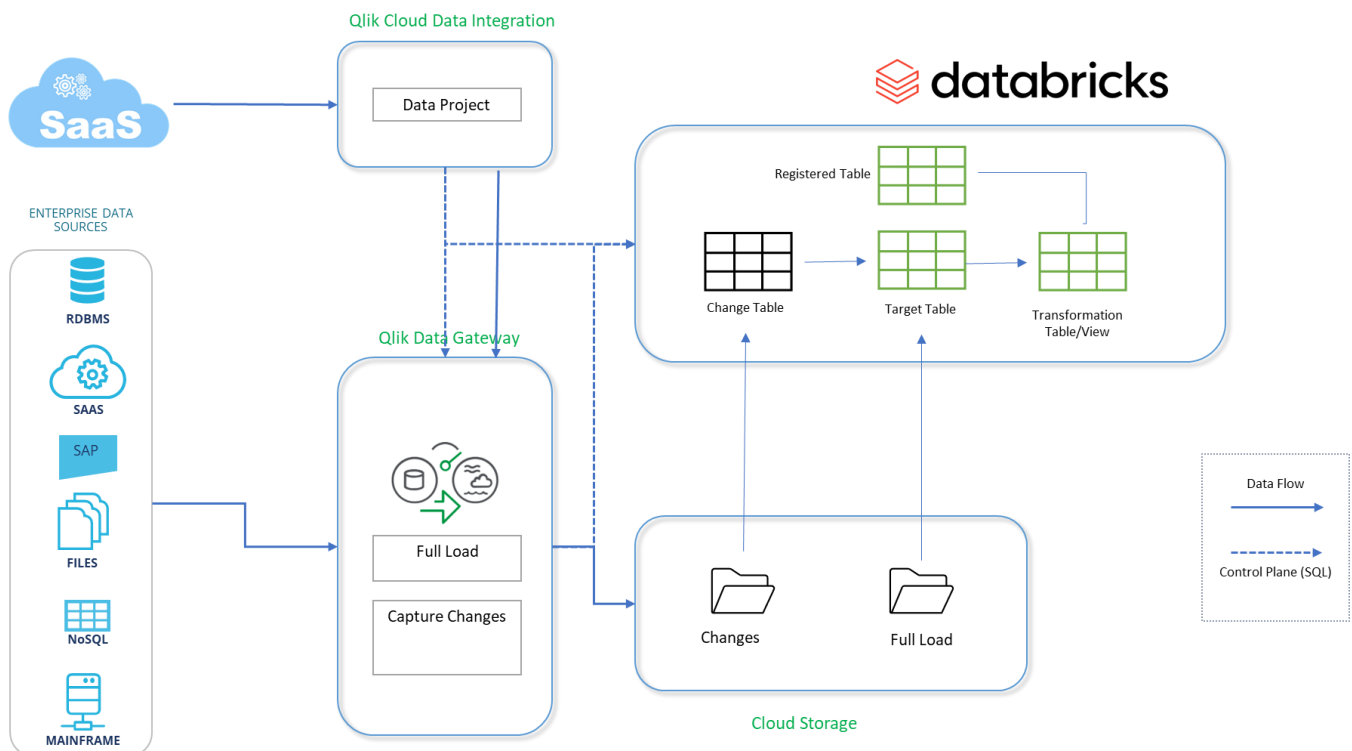 Qlik Cloud Data Integration
SaaS
Data Project
databricks
Registered Table
ENTERPRISE DATA
SOURCES
RDBMS
SAAS
SAP
FILES
NoSQL
MAINFRAME
Change Table
Target Table
Transformation
Table/View
Qlik Data Gateway
Full Load
Capture Changes
Changes
Full Load
Cloud Storage
Data Flow
Control Plane (SQL)